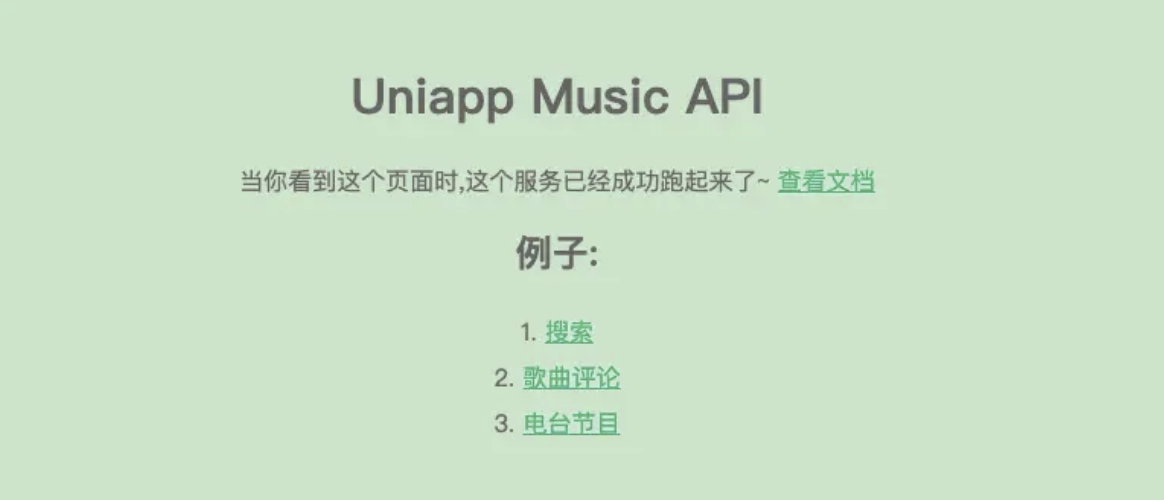 Uniapp Music API
当你看到这个页面时,这个服务已经成功跑起来了~ 查看文档
例子:
1. 搜索
2. 歌曲评论
3. 电台节目